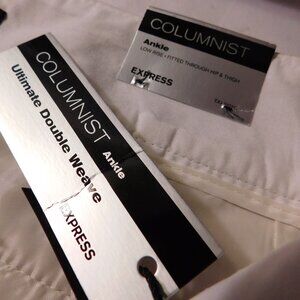 COLUMNIST
Ankle
LOW RISE • FITTED THROUGH HIP & THIGH
EXPRESS
COLUMNIST
Ankle
Ultimate Double Weave
EXPRESS